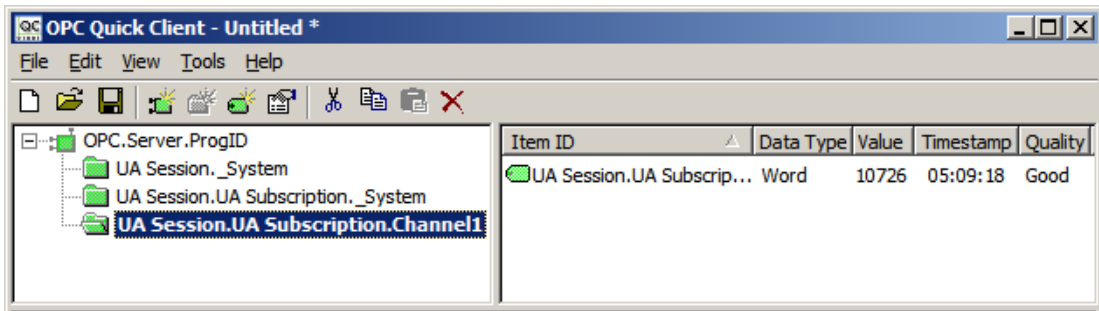 OPC Quick Client - Untitled *
File Edit View Tools Help
OPC.Server.ProgID
UA Session._System
UA Session.UA Subscription._System
UA Session.UA Subscription.Channel1
Item ID Data Type Value Timestamp Quality
UA Session.UA Subscrip... Word 10726 05:09:18 Good